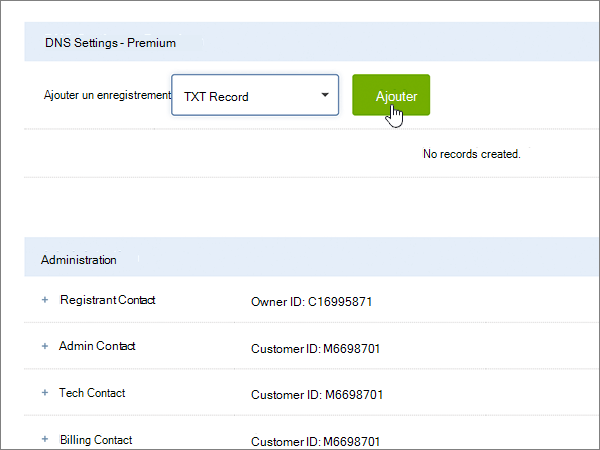 DNS Settings - Premium
Ajouter un enregistrement TXT Record Ajouter
No records created.
Administration
+ Registrant Contact Owner ID: C16995871
+ Admin Contact Customer ID: M6698701
+ Tech Contact Customer ID: M6698701
+ Billing Contact Customer ID: M6698701